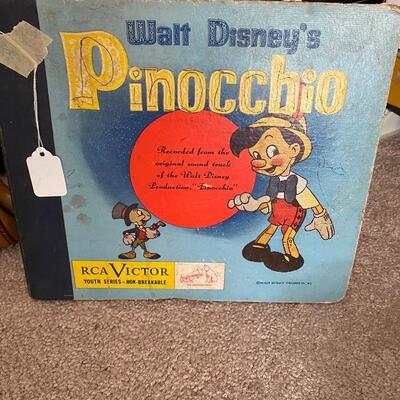 Walt Disney's
Pinocchio
Recorded from the
original sound track
of the Walt Disney
Production, "Pinocchio"
RCA VICTOR
YOUTH SERIES - NON-BREAKABLE